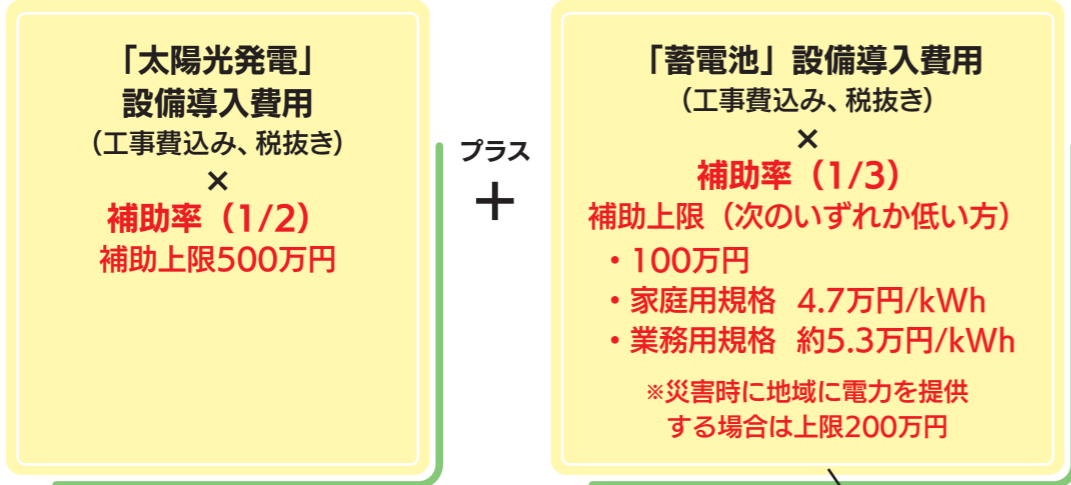 「太陽光発電」
設備導入費用
（工事費込み、税抜き）
×
補助率（1/2）
補助上限500万円
プラス
＋
「蓄電池」設備導入費用
（工事費込み、税抜き）
×
補助率（1/3）
補助上限（次のいずれか低い方）
・100万円
・家庭用規格 4.7万円/kWh
・業務用規格 約5.3万円/kWh
※災害時に地域に電力を提供
する場合は上限200万円